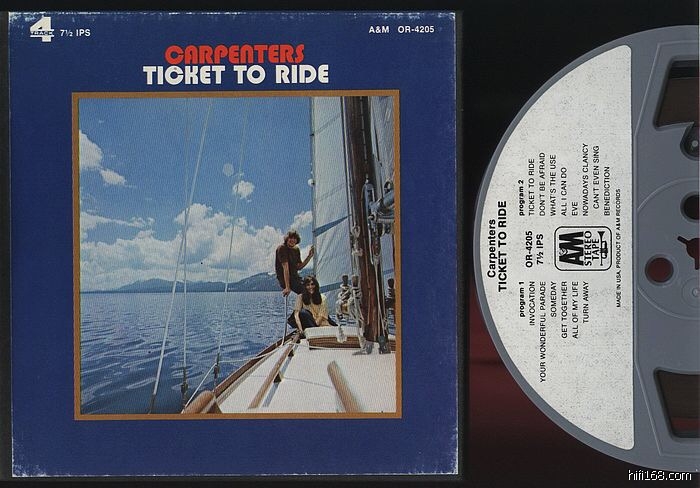 4
TRACK
7½ IPS
A&M OR-4205
CARPENTERS
TICKET TO RIDE
Carpenters
TICKET TO RIDE
program 1
INVOCATION
YOUR WONDERFUL PARADE
SOMEDAY
GET TOGETHER
ALL OF MY LIFE
TURN AWAY
OR-4205
7½ IPS
A&M
STEREO
TAPE
program 2
TICKET TO RIDE
DON'T BE AFRAID
WHAT'S THE USE
ALL I CAN DO
EVE
NOWADAYS CLANCY
CAN'T EVEN SING
BENEDICTION
MADE IN USA, PRODUCT OF A&M RECORDS
hifi168.com